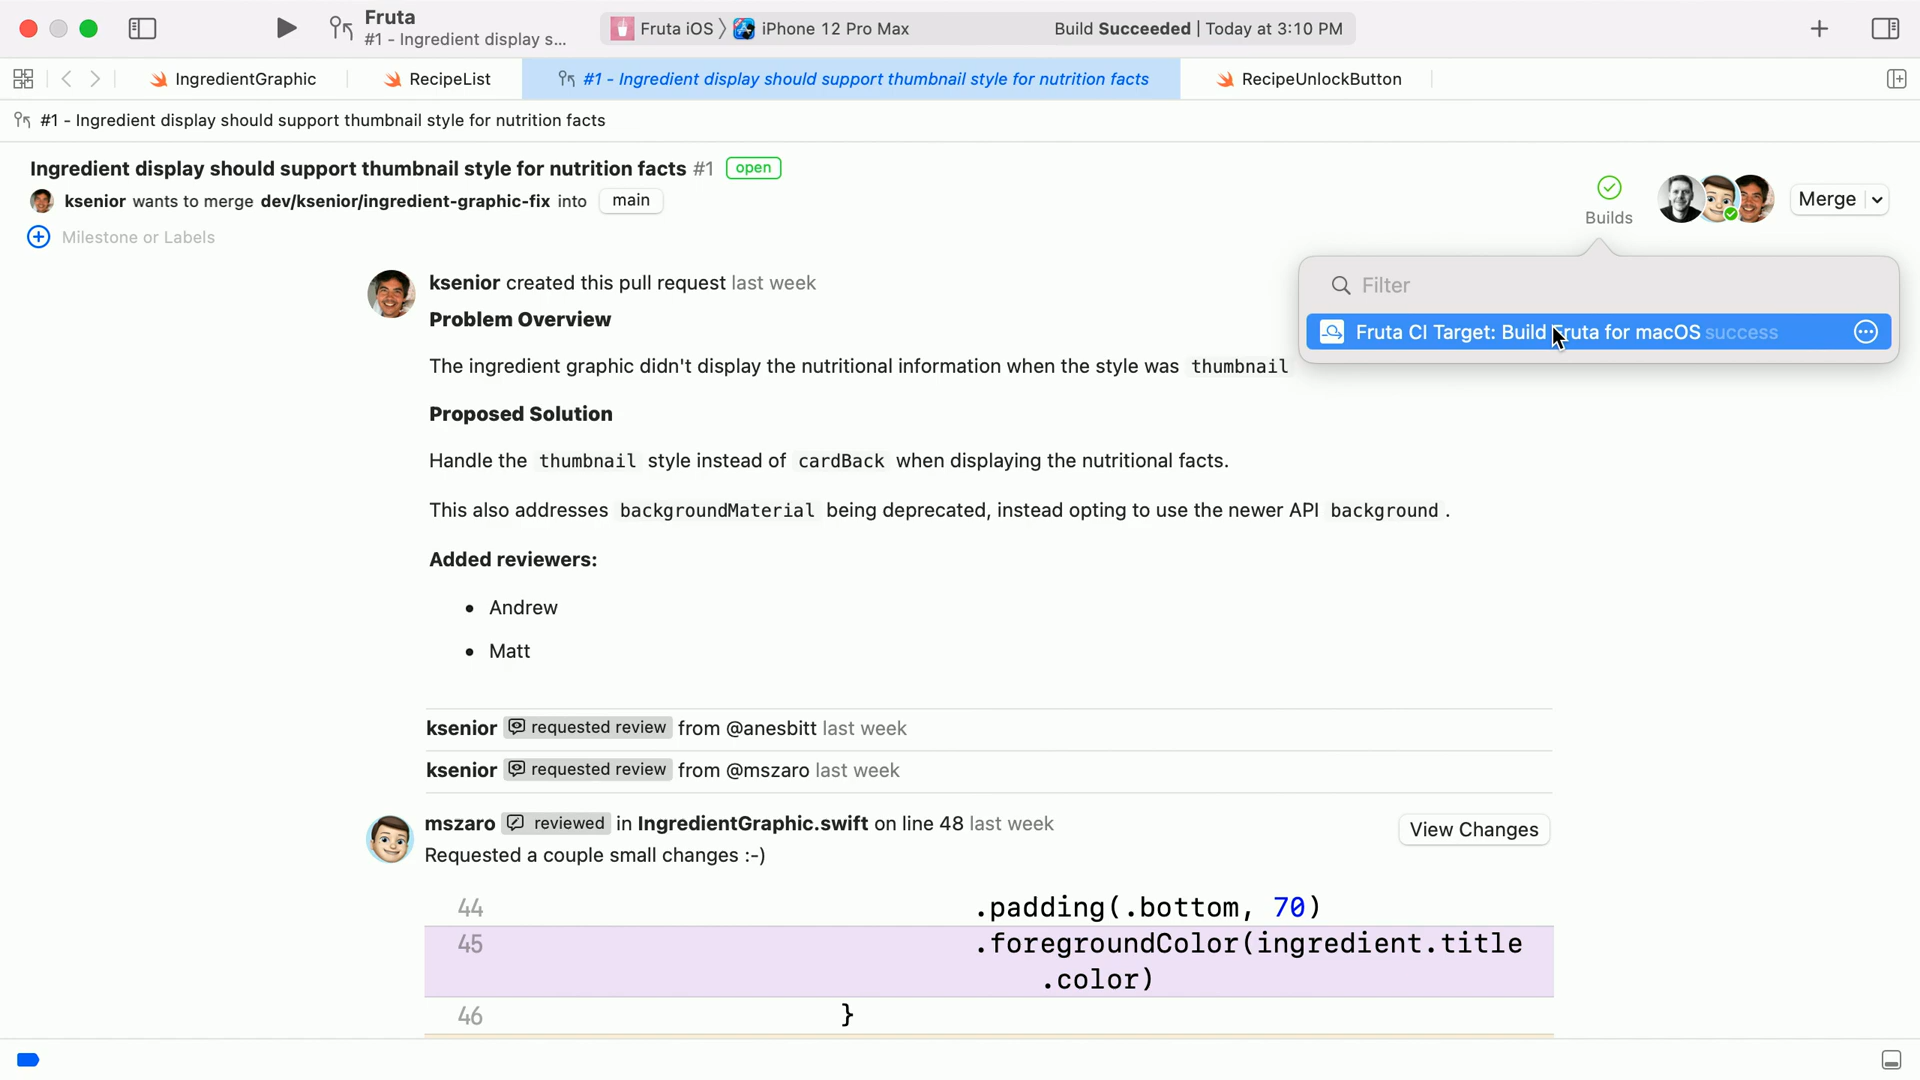 Fruta
#1 - Ingredient display s...
Fruta iOS
iPhone 12 Pro Max
Build Succeeded | Today at 3:10 PM
IngredientGraphic
RecipeList
#1 - Ingredient display should support thumbnail style for nutrition facts
RecipeUnlockButton
#1 - Ingredient display should support thumbnail style for nutrition facts
Ingredient display should support thumbnail style for nutrition facts #1 open
ksenior wants to merge dev/ksenior/ingredient-graphic-fix into main
Milestone or Labels
Builds
Merge
Filter
Fruta CI Target: Build Fruta for macOS success
ksenior created this pull request last week
Problem Overview
The ingredient graphic didn't display the nutritional information when the style was thumbnail
Proposed Solution
Handle the thumbnail style instead of cardBack when displaying the nutritional facts.
This also addresses backgroundMaterial being deprecated, instead opting to use the newer API background .
Added reviewers:
• Andrew
• Matt
ksenior requested review from @anesbitt last week
ksenior requested review from @mszaro last week
mszaro reviewed in IngredientGraphic.swift on line 48 last week
Requested a couple small changes :-)
View Changes
44 .padding(.bottom, 70)
45 .foregroundColor(ingredient.title
.color)
46 }